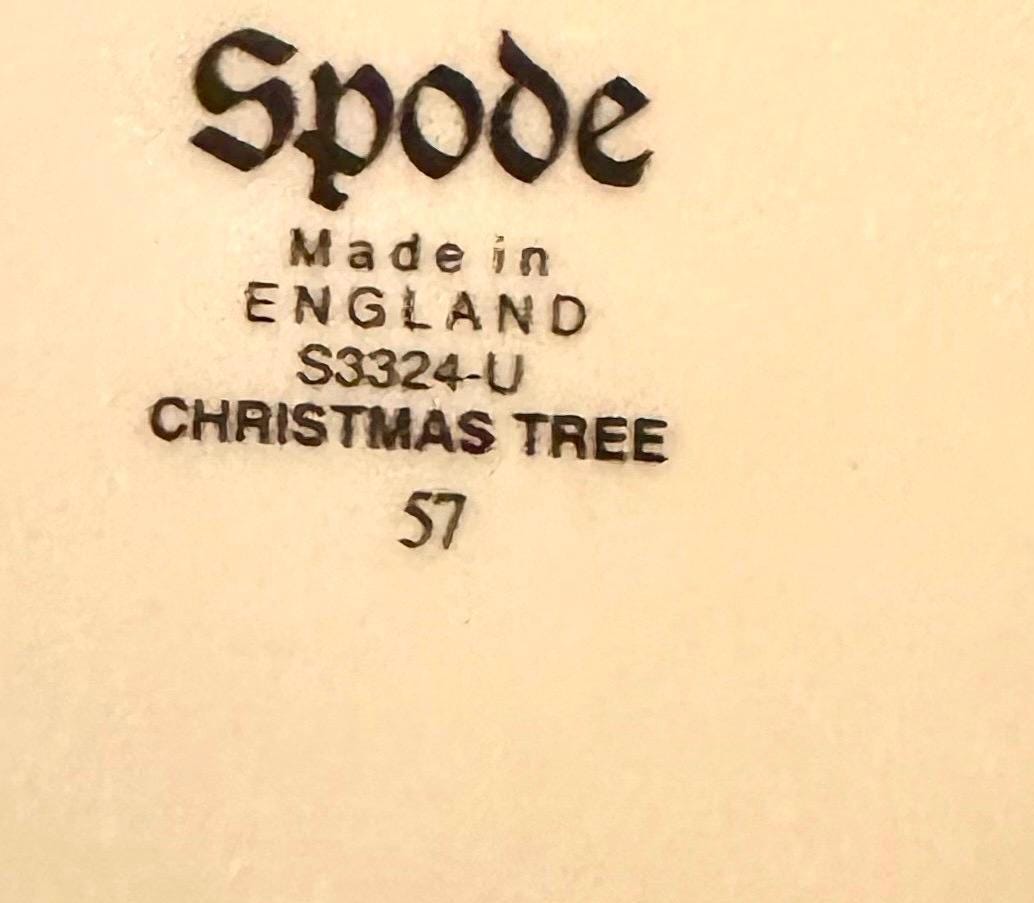 Spode
Made in
ENGLAND
S3324-U
CHRISTMAS TREE
57